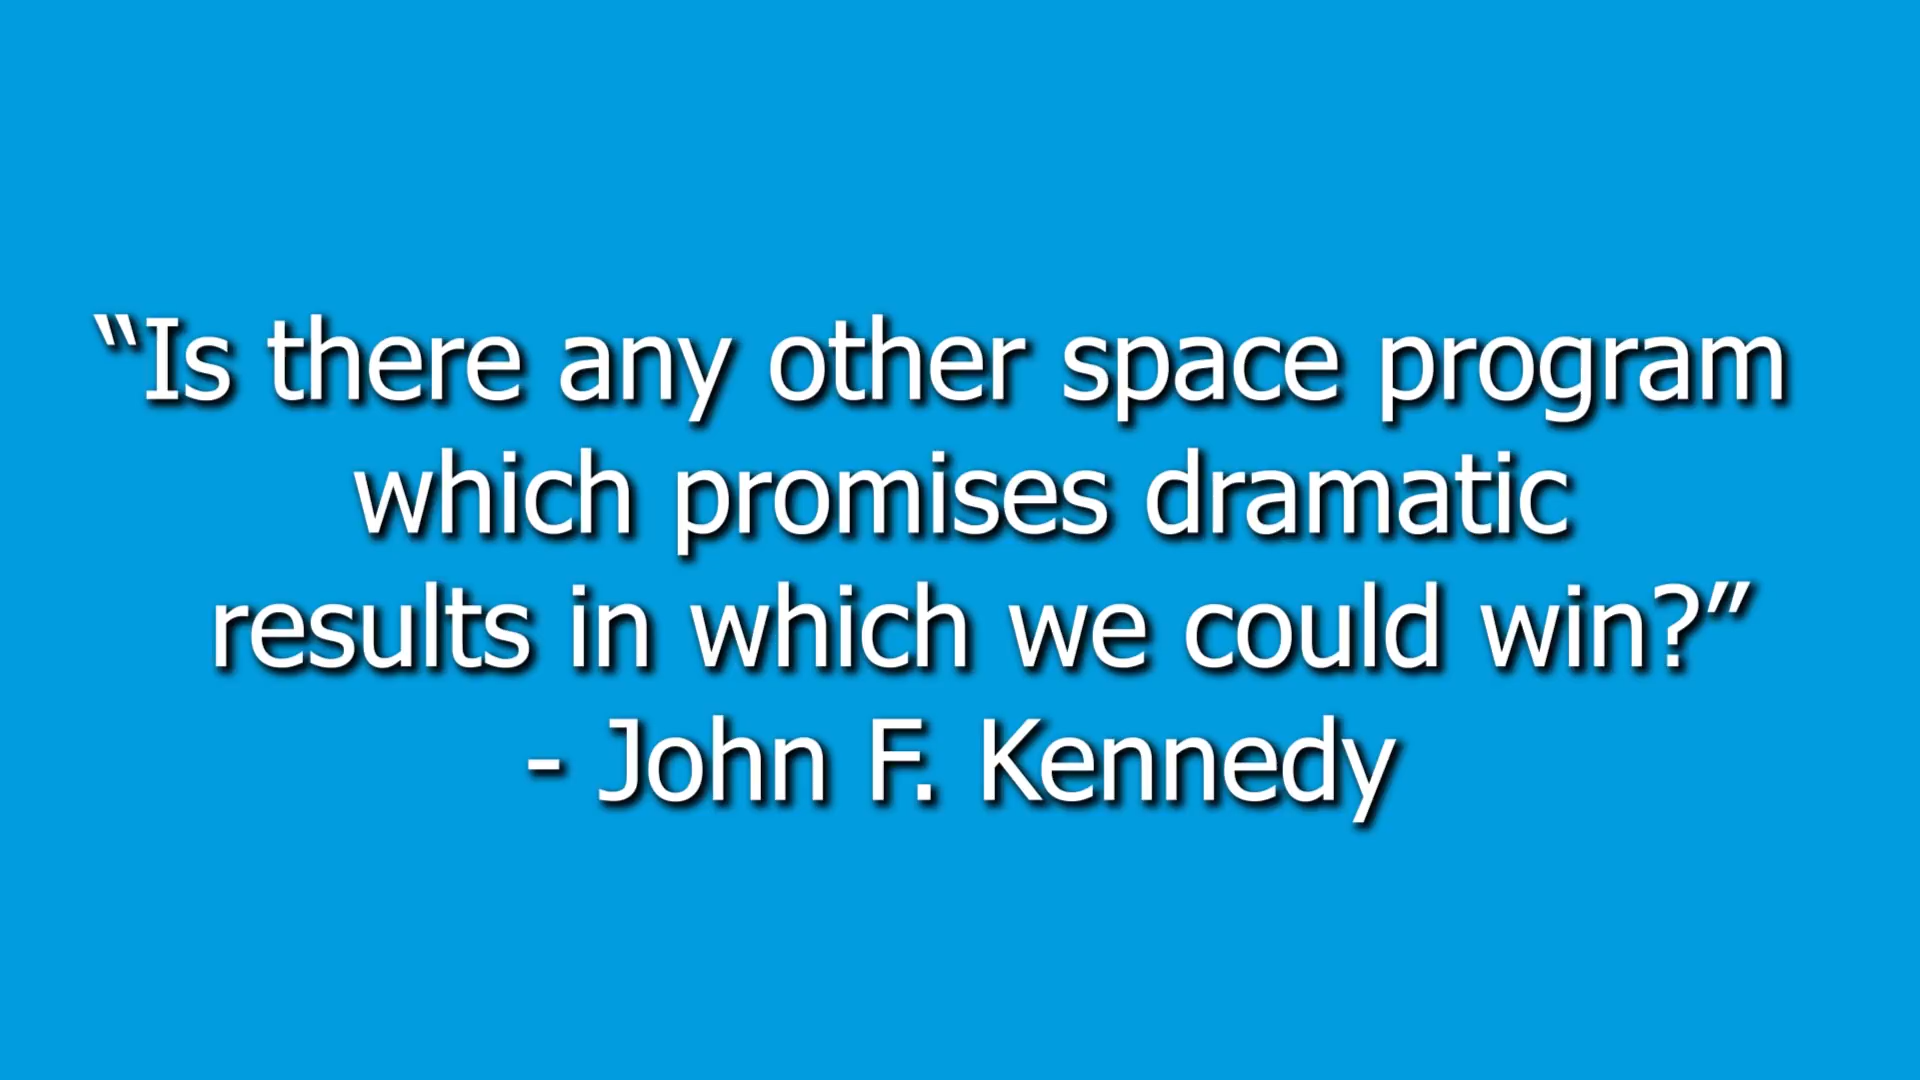 “Is there any other space program
which promises dramatic
results in which we could win?”
- John F. Kennedy